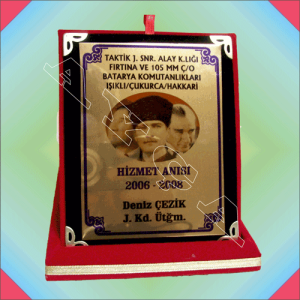 TAKTİK J. SNR. ALAY K.LIĞI
FIRTINA VE 105 MM Ç/O
BATARYA KOMUTANLIKLARI
IŞIKLI/ÇUKURCA/HAKKARİ
HİZMET ANISI
2006 - 2008
Deniz ÇEZİK
J. Kd. Ütğm.